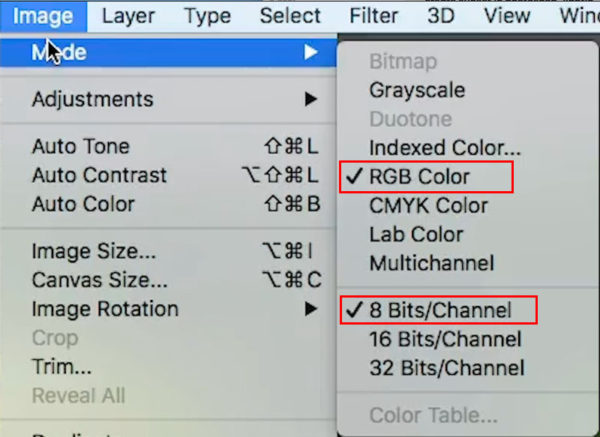 Image Layer Type Select Filter 3D View
Mode
Adjustments
Auto Tone ⇧⌘L
Auto Contrast ⌥⇧⌘L
Auto Color ⇧⌘B
Image Size... ⌥⌘I
Canvas Size... ⌥⌘C
Image Rotation
Crop
Trim...
Reveal All
Bitmap
Grayscale
Duotone
Indexed Color...
✓ RGB Color
CMYK Color
Lab Color
Multichannel
✓ 8 Bits/Channel
16 Bits/Channel
32 Bits/Channel
Color Table...